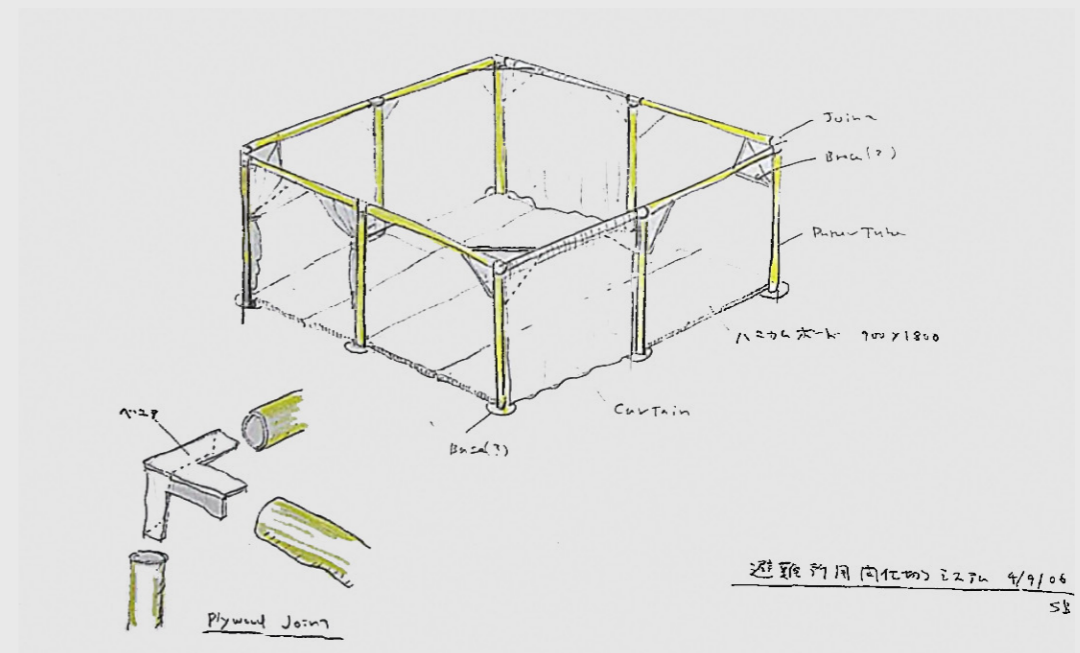 Joint
Brace(?)
Paper Tube
ハニカムボード 900×1800
Curtain
Base(?)
ベニヤ
Plywood Joint
避難所用間仕切りシステム 4/9/06
SB